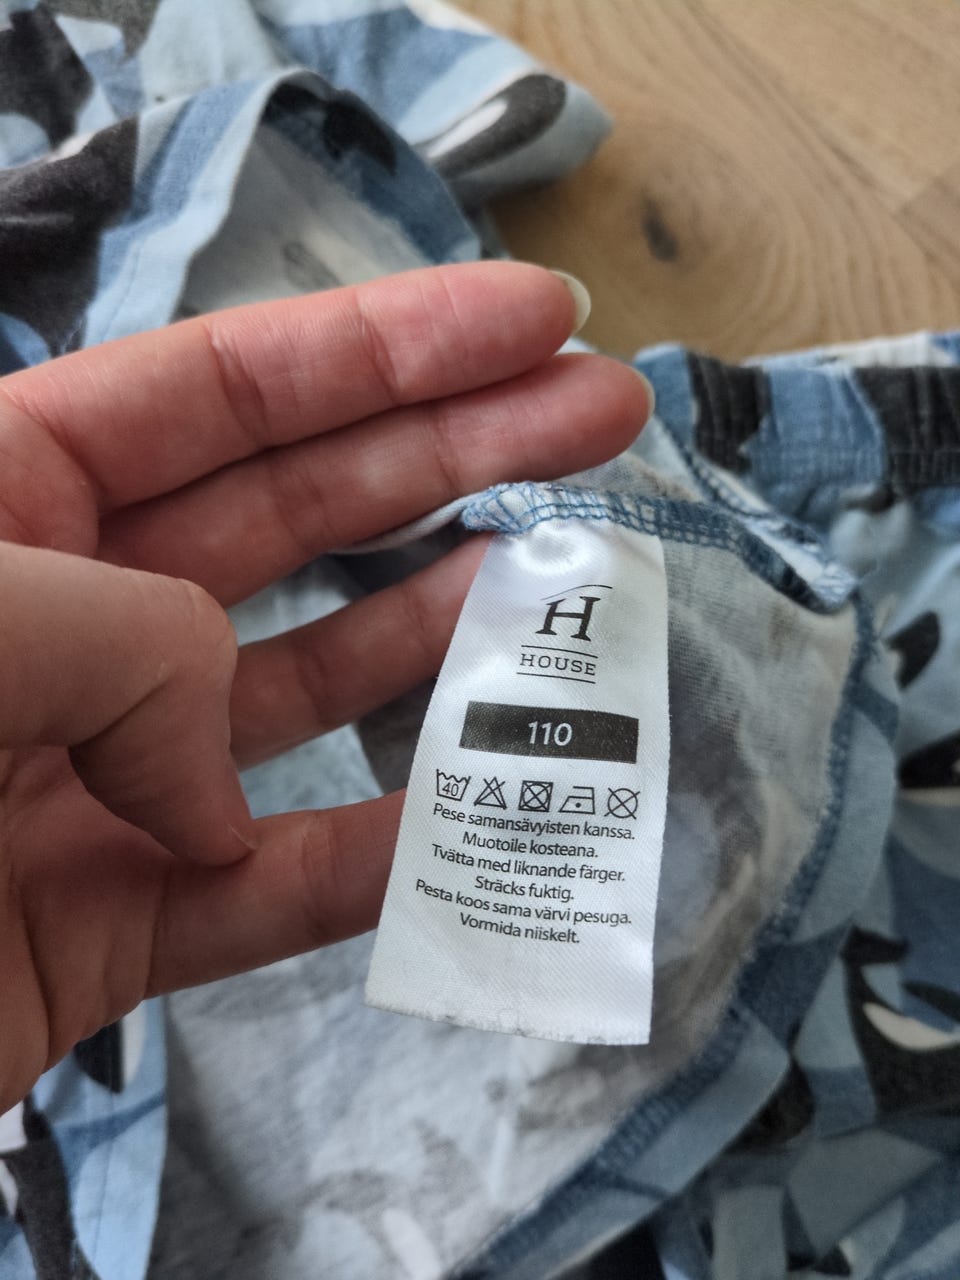 H
HOUSE
110
40
Pese samansävyisten kanssa.
Muotoile kosteana.
Tvätta med liknande färger.
Sträcks fuktig.
Pesta koos sama värvi pesuga.
Vormida niiskelt.